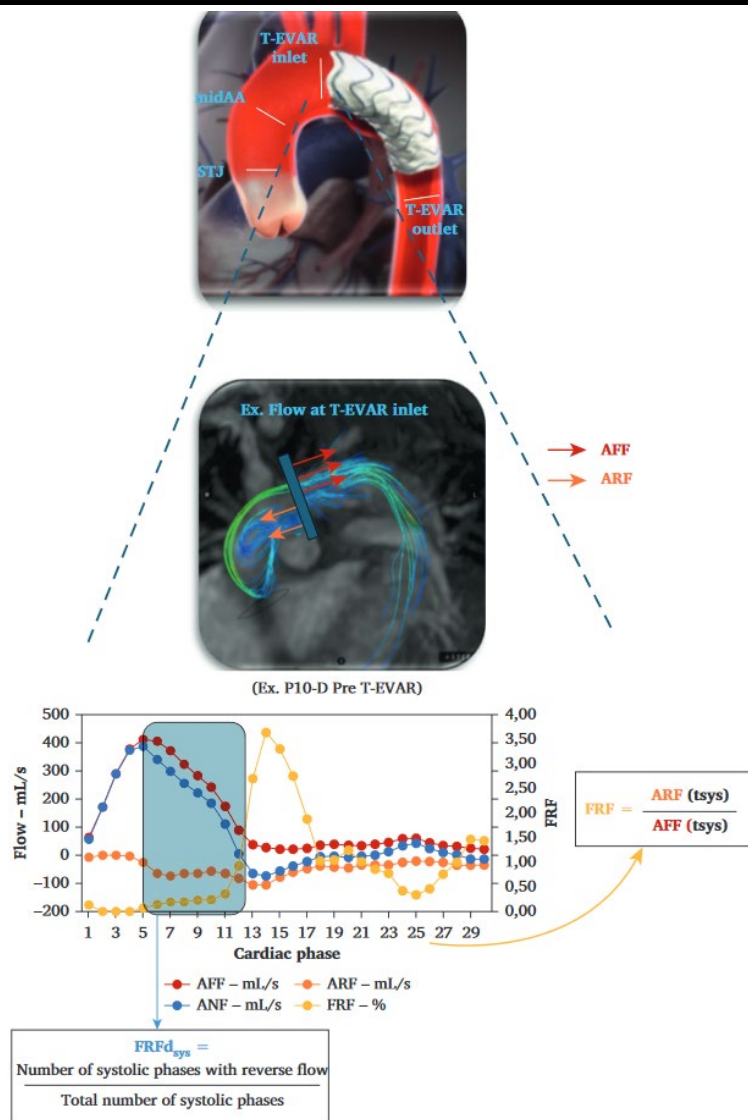 T-EVAR
inlet
midAA
STJ
T-EVAR
outlet
Ex. Flow at T-EVAR inlet
AFF
ARF
(Ex. P10-D Pre T-EVAR)
500
400
300
200
100
0
−100
−200
Flow – mL/s
4,00
3,50
3,00
2,50
2,00
1,50
1,00
0,50
0,00
FRF
1 3 5 7 9 11 13 15 17 19 21 23 25 27 29
Cardiac phase
AFF – mL/s ARF – mL/s
ANF – mL/s FRF – %
FRF = ARF (tsys)
AFF (tsys)
FRFdsys =
Number of systolic phases with reverse flow
Total number of systolic phases